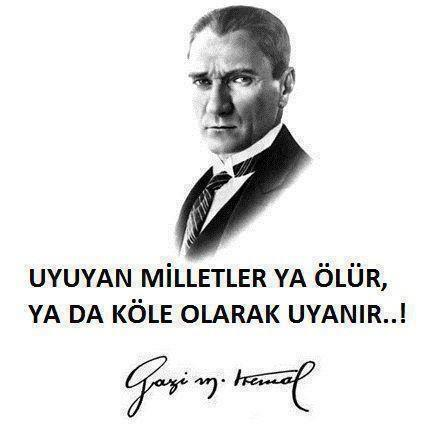 UYUYAN MİLLETLER YA ÖLÜR,
YA DA KÖLE OLARAK UYANIR..!
Gazi M. Kemal